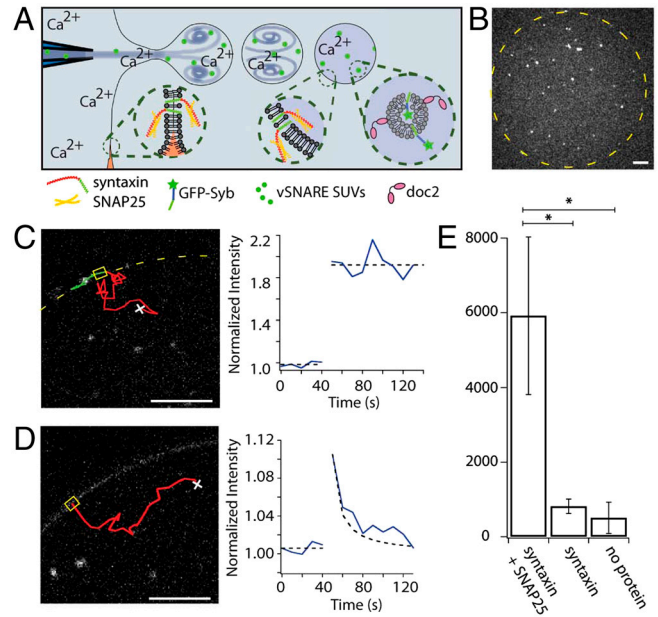 A
Ca2+
Ca2+
Ca2+
Ca2+
Ca2+
Ca2+
Ca2+
Ca2+
syntaxin
SNAP25
GFP-Syb
vSNARE SUVs
doc2
B
C
Normalized Intensity
2.2
1.8
1.4
1.0
0
40
80
120
Time (s)
D
Normalized Intensity
1.12
1.08
1.04
1.00
0
40
80
120
Time (s)
E
*
*
8000
6000
4000
2000
0
syntaxin
+ SNAP25
syntaxin
no protein